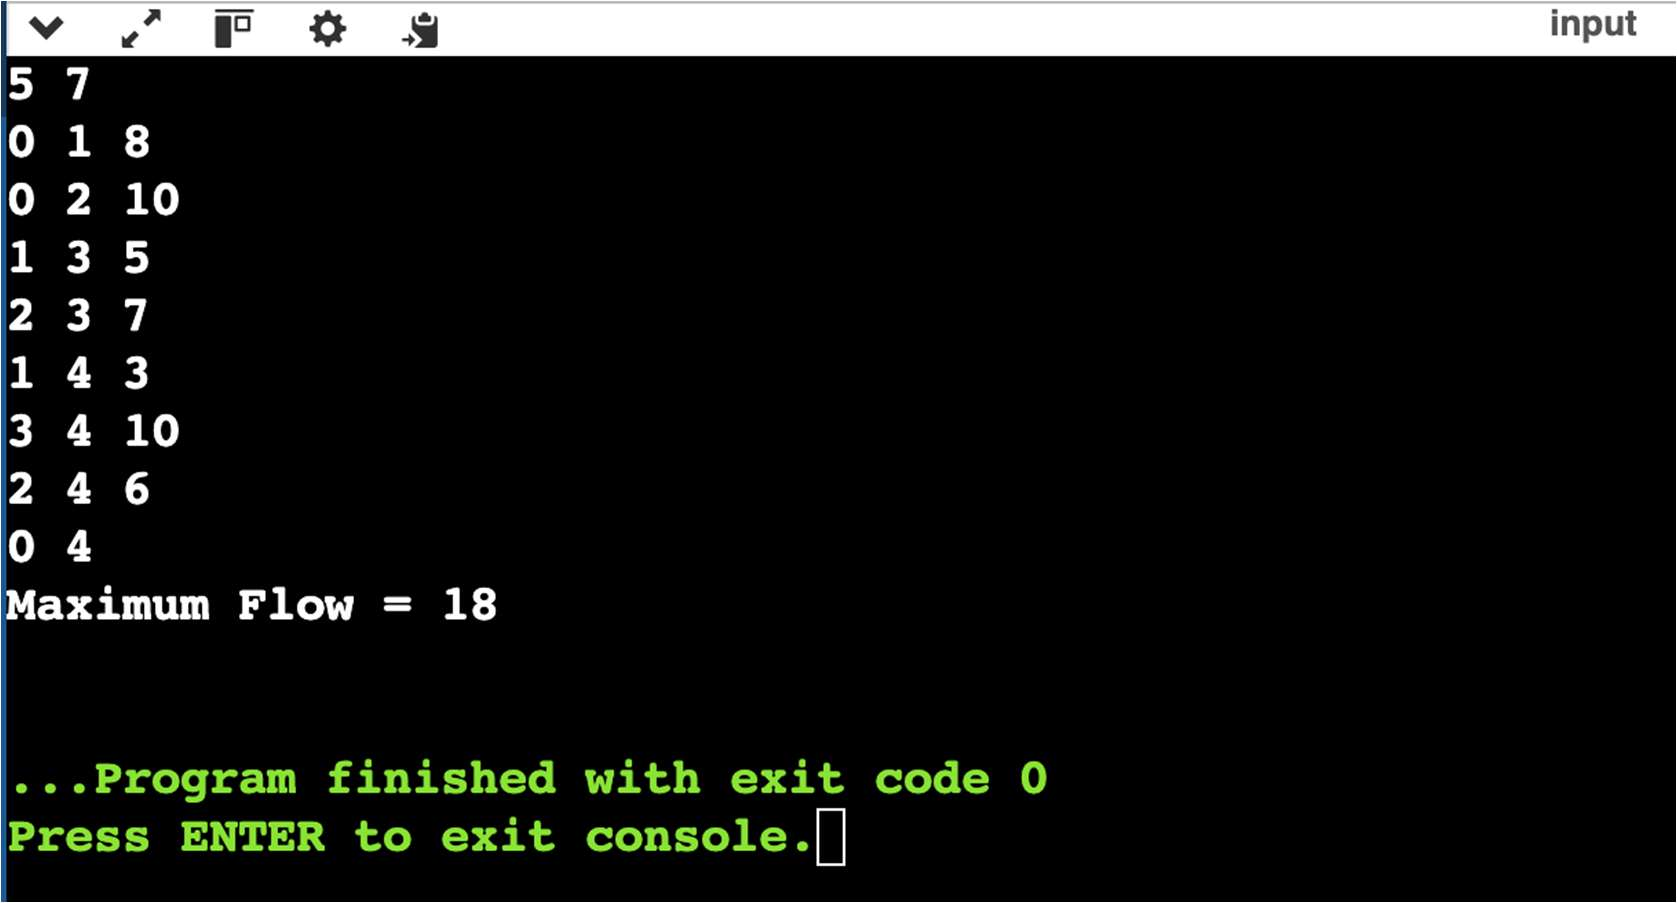 input
5 7
0 1 8
0 2 10
1 3 5
2 3 7
1 4 3
3 4 10
2 4 6
0 4
Maximum Flow = 18
...Program finished with exit code 0
Press ENTER to exit console.